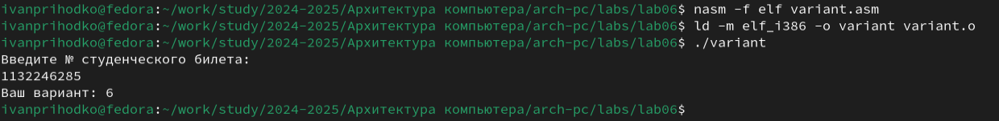 ivanprihodko@fedora:~/work/study/2024-2025/Архитектура компьютера/arch-pc/labs/lab06$ nasm -f elf variant.asm
ivanprihodko@fedora:~/work/study/2024-2025/Архитектура компьютера/arch-pc/labs/lab06$ ld -m elf_i386 -o variant variant.o
ivanprihodko@fedora:~/work/study/2024-2025/Архитектура компьютера/arch-pc/labs/lab06$ ./variant
Введите № студенческого билета:
1132246285
Ваш вариант: 6
ivanprihodko@fedora:~/work/study/2024-2025/Архитектура компьютера/arch-pc/labs/lab06$